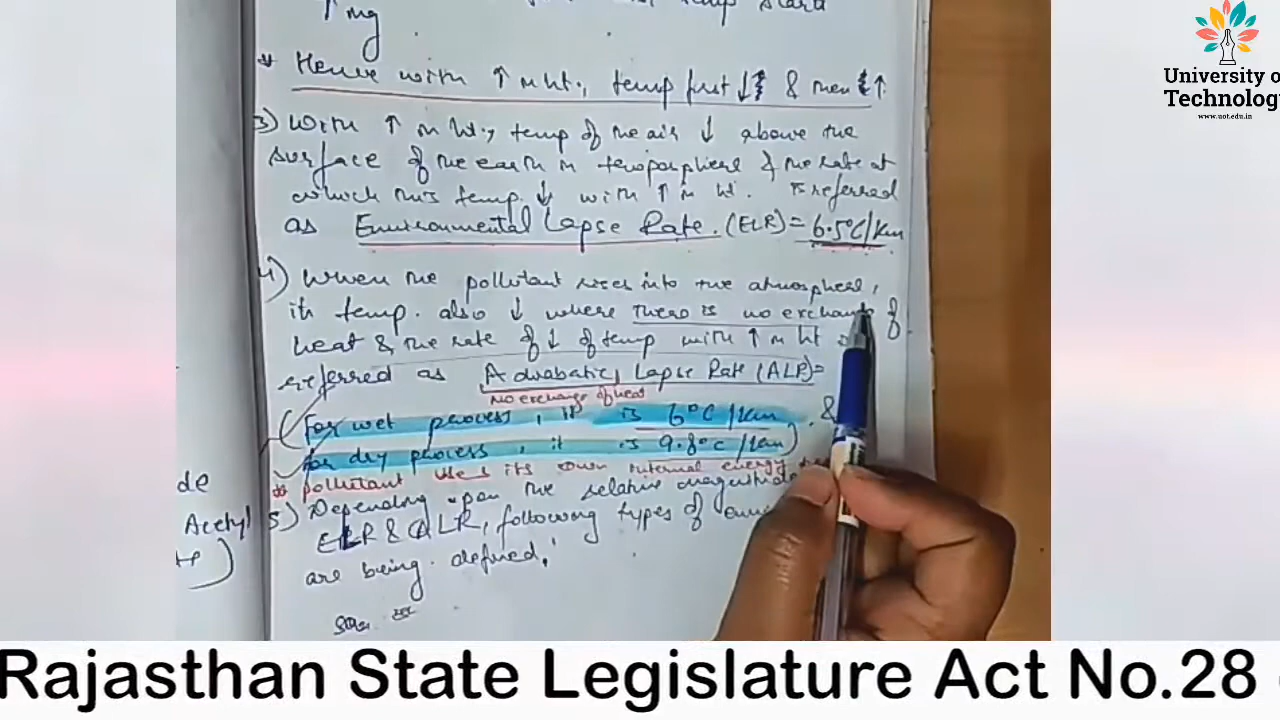 ↑ ing
* Hence with ↑ in ht., temp first ↓ & then ↑
3) With ↑ in ht., temp of the air ↓ above the
surface of the earth in troposphere & the rate at
which this temp. ↓ with ↑ in ht. is referred
as Environmental Lapse Rate. (ELR) = 6.5°C/km
4) When the pollutant rises into the atmosphere,
its temp. also ↓ where there is no exchange of
heat & the rate of ↓ of temp with ↑ in ht
referred as Adiabatic Lapse Rate (ALR) =
No exchange of heat
(For wet process, it is 6°C/km &
for dry process, it is 9.8°C/km)
* pollutant uses its own internal energy
5) Depending upon the relative magnitude
ELR & ALR, following types of
are being defined.
de
Acetyl
University of
Technology
www.uot.edu.in
Rajasthan State Legislature Act No.28